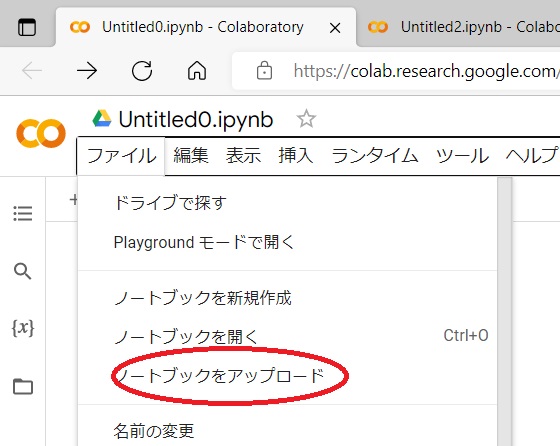 Untitled0.ipynb - Colaboratory
Untitled2.ipynb - Colabo
https://colab.research.google.com/
CO
Untitled0.ipynb
ファイル 編集 表示 挿入 ランタイム ツール ヘルプ
+
ドライブで探す
Playground モードで開く
ノートブックを新規作成
ノートブックを開く Ctrl+O
ノートブックをアップロード
{x}
名前の変更